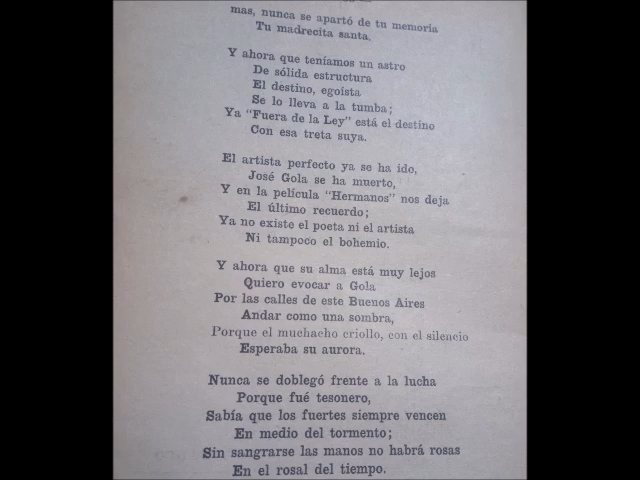 mas, nunca se apartó de tu memoria
Tu madrecita santa.
Y ahora que teníamos un astro
De sólida estructura
El destino, egoísta
Se lo lleva a la tumba;
Ya "Fuera de la Ley" está el destino
Con esa treta suya.
El artista perfecto ya se ha ido,
José Gola se ha muerto,
Y en la película "Hermanos" nos deja
El último recuerdo;
Ya no existe el poeta ni el artista
Ni tampoco el bohemio.
Y ahora que su alma está muy lejos
Quiero evocar a Gola
Por las calles de este Buenos Aires
Andar como una sombra,
Porque el muchacho criollo, con el silencio
Esperaba su aurora.
Nunca se doblegó frente a la lucha
Porque fué tesonero,
Sabía que los fuertes siempre vencen
En medio del tormento;
Sin sangrarse las manos no habrá rosas
En el rosal del tiempo.